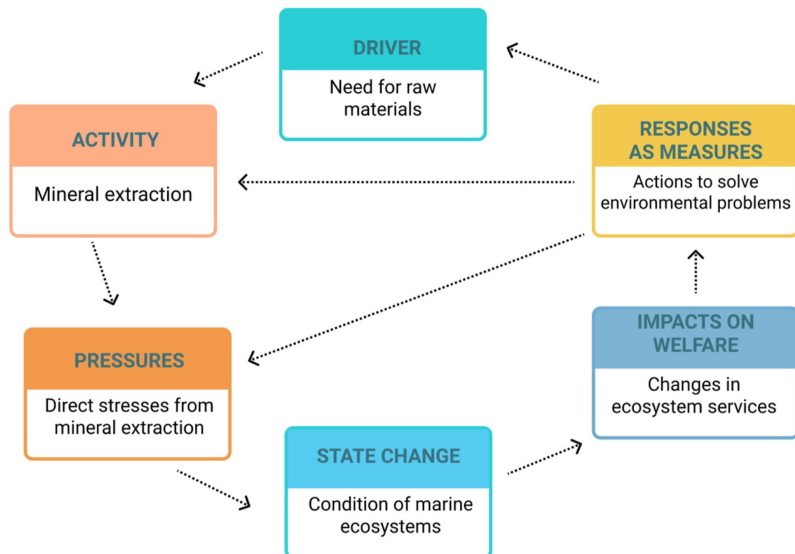 DRIVER
Need for raw
materials
ACTIVITY
Mineral extraction
RESPONSES
AS MEASURES
Actions to solve
environmental problems
PRESSURES
Direct stresses from
mineral extraction
IMPACTS ON
WELFARE
Changes in
ecosystem services
STATE CHANGE
Condition of marine
ecosystems